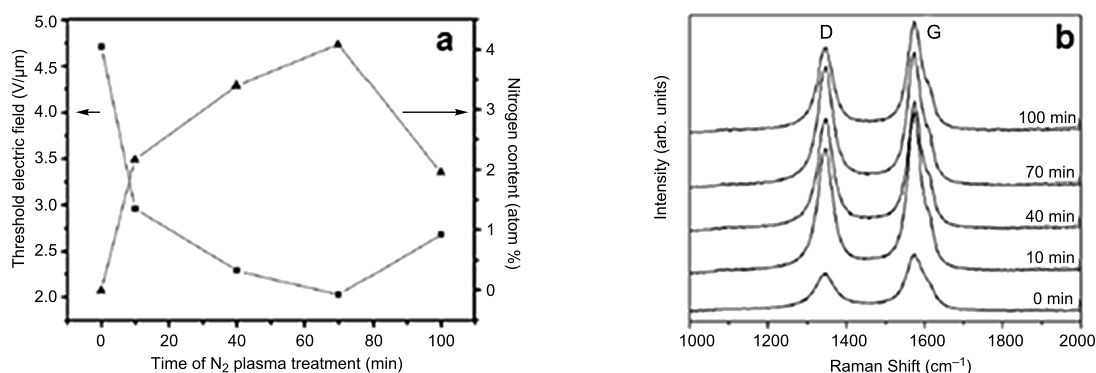 a
5.0
4.5
4.0
3.5
3.0
2.5
2.0
Threshold electric field (V/μm)
4
3
2
1
0
Nitrogen content (atom %)
0 20 40 60 80 100
Time of N₂ plasma treatment (min)
b
D G
Intensity (arb. units)
100 min
70 min
40 min
10 min
0 min
1000 1200 1400 1600 1800 2000
Raman Shift (cm⁻¹)